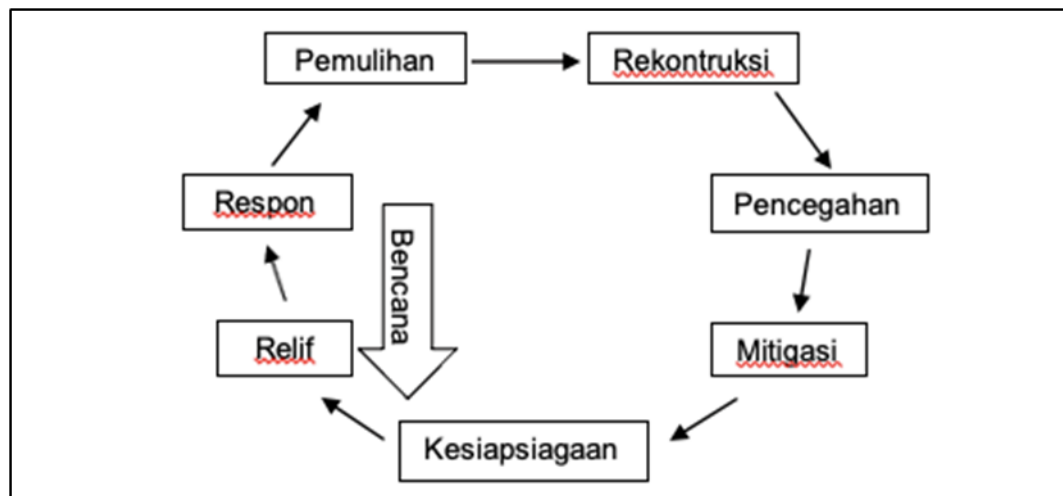 Pemulihan
Rekontruksi
Respon
Pencegahan
Bencana
Relif
Mitigasi
Kesiapsiagaan